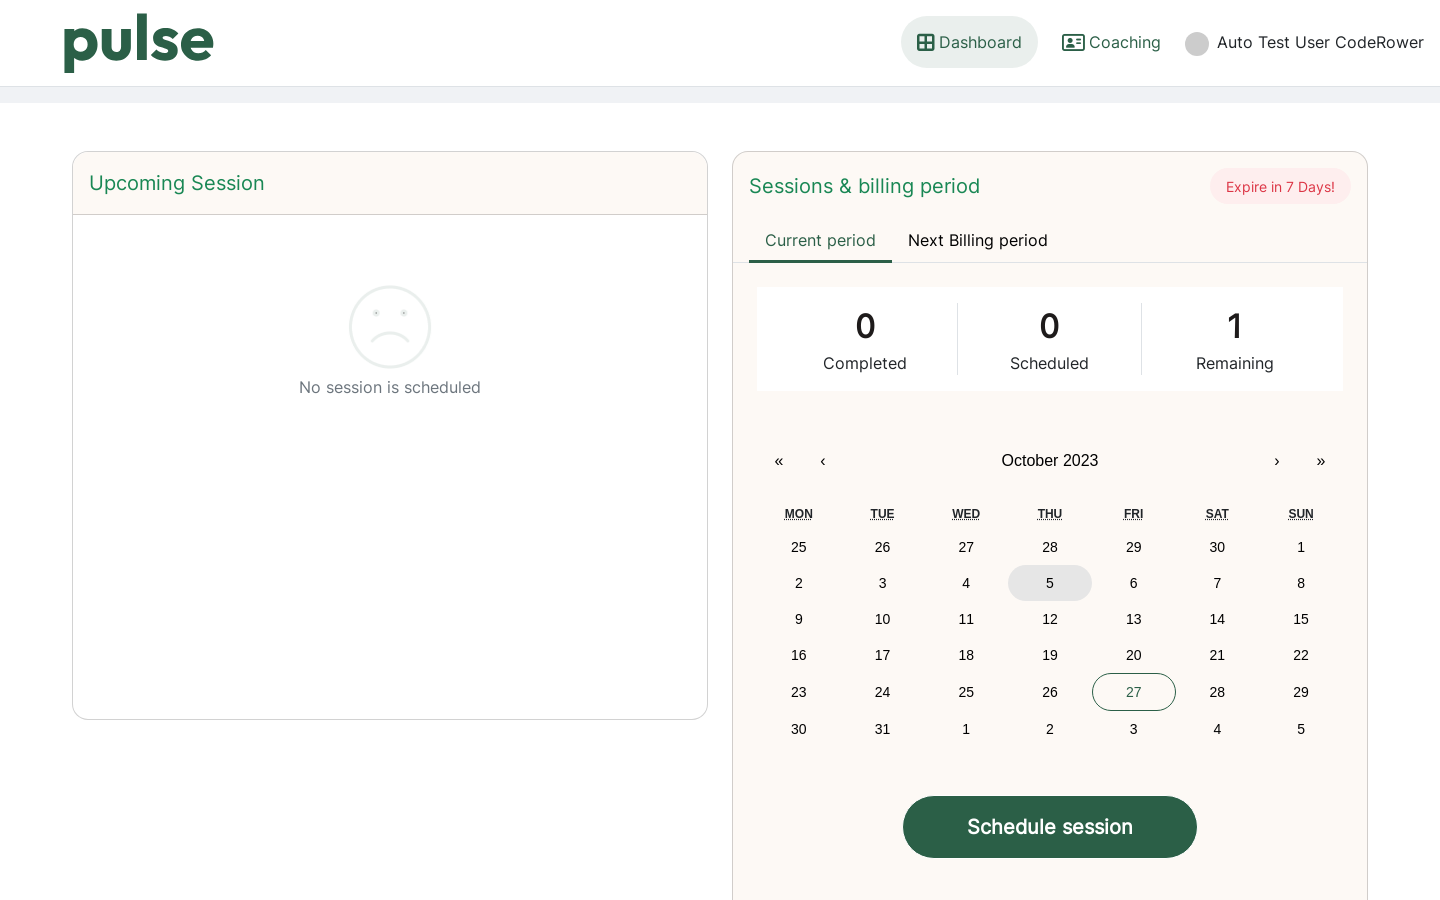 pulse
Dashboard
Coaching
Auto Test User CodeRower
Upcoming Session
No session is scheduled
Sessions & billing period
Expire in 7 Days!
Current period
Next Billing period
0
Completed
0
Scheduled
1
Remaining
« ‹ October 2023 › »
MON TUE WED THU FRI SAT SUN
25 26 27 28 29 30 1
2 3 4 5 6 7 8
9 10 11 12 13 14 15
16 17 18 19 20 21 22
23 24 25 26 27 28 29
30 31 1 2 3 4 5
Schedule session